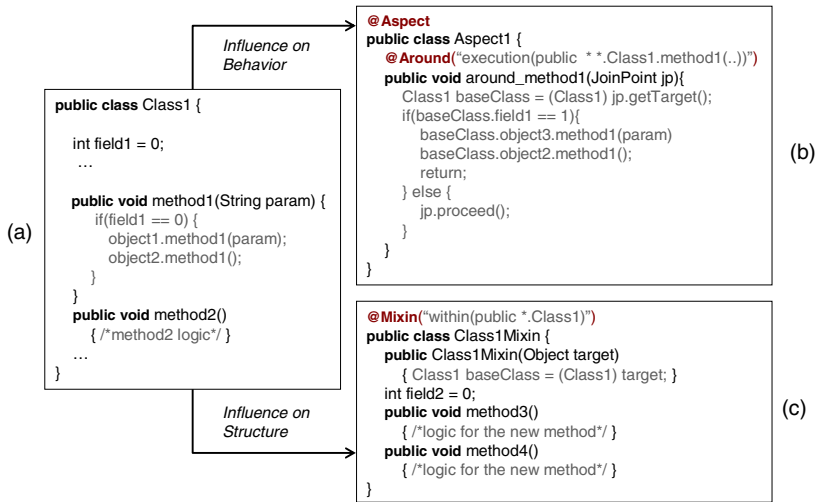 (a)
public class Class1 {
int field1 = 0;
...
public void method1(String param) {
if(field1 == 0) {
object1.method1(param);
object2.method1();
}
}
public void method2()
{ /*method2 logic*/ }
...
}
Influence on
Behavior
@Aspect
public class Aspect1 {
@Around(“execution(public * *.Class1.method1(..))”)
public void around_method1(JoinPoint jp){
Class1 baseClass = (Class1) jp.getTarget();
if(baseClass.field1 == 1){
baseClass.object3.method1(param)
baseClass.object2.method1();
return;
} else {
jp.proceed();
}
}
}
(b)
Influence on
Structure
@Mixin(“within(public *.Class1)”)
public class Class1Mixin {
public Class1Mixin(Object target)
{ Class1 baseClass = (Class1) target; }
int field2 = 0;
public void method3()
{ /*logic for the new method*/ }
public void method4()
{ /*logic for the new method*/ }
}
(c)